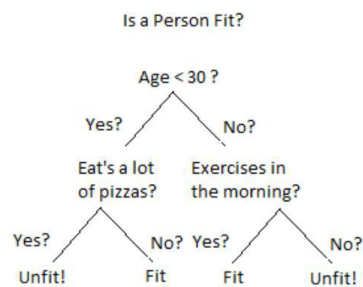 Is a Person Fit?
Age < 30 ?
Yes?
No?
Eat's a lot
of pizzas?
Exercises in
the morning?
Yes?
No?
Yes?
No?
Unfit!
Fit
Fit
Unfit!